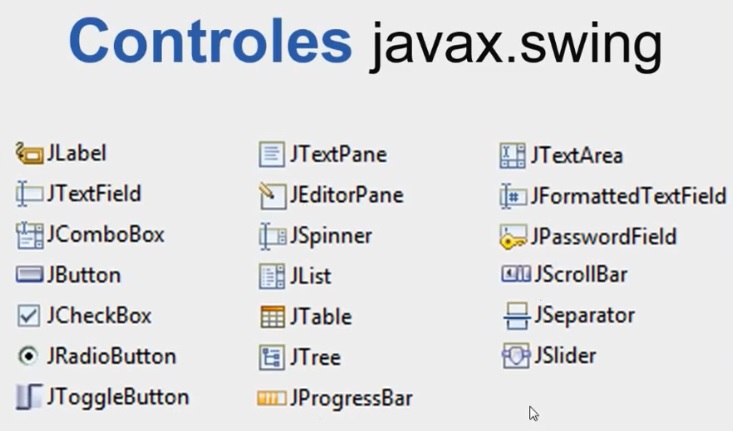 Controles javax.swing
JLabel
JTextField
JComboBox
JButton
JCheckBox
JRadioButton
JToggleButton
JTextPane
JEditorPane
JSpinner
JList
JTable
JTree
JProgressBar
JTextArea
JFormattedTextField
JPasswordField
JScrollBar
JSeparator
JSlider